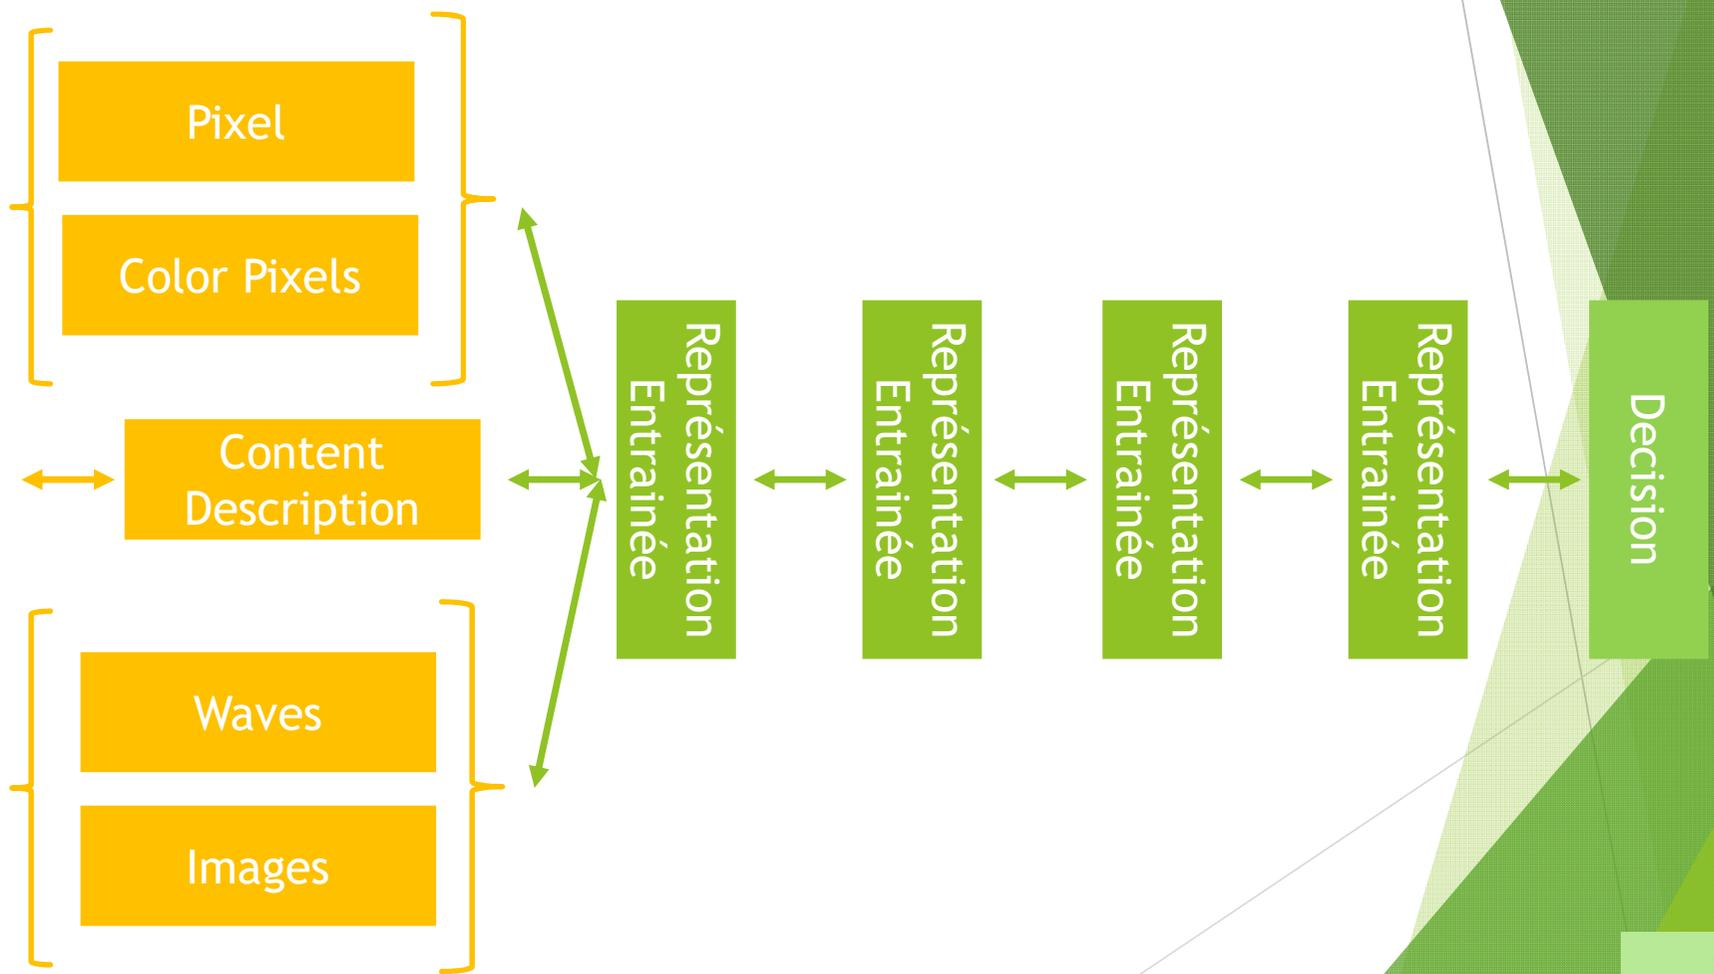 Pixel
Color Pixels
Content
Description
Waves
Images
Représentation
Entrainée
Représentation
Entrainée
Représentation
Entrainée
Représentation
Entrainée
Decision